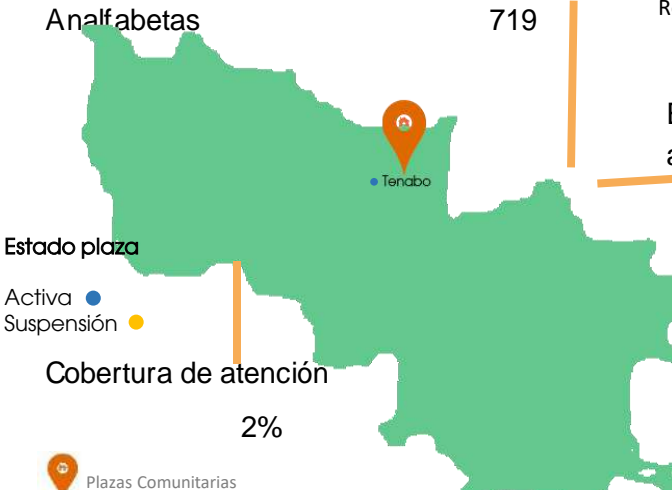 Analfabetas 719
Tenabo
Estado plaza
Activa
Suspensión
Cobertura de atención
2%
Plazas Comunitarias